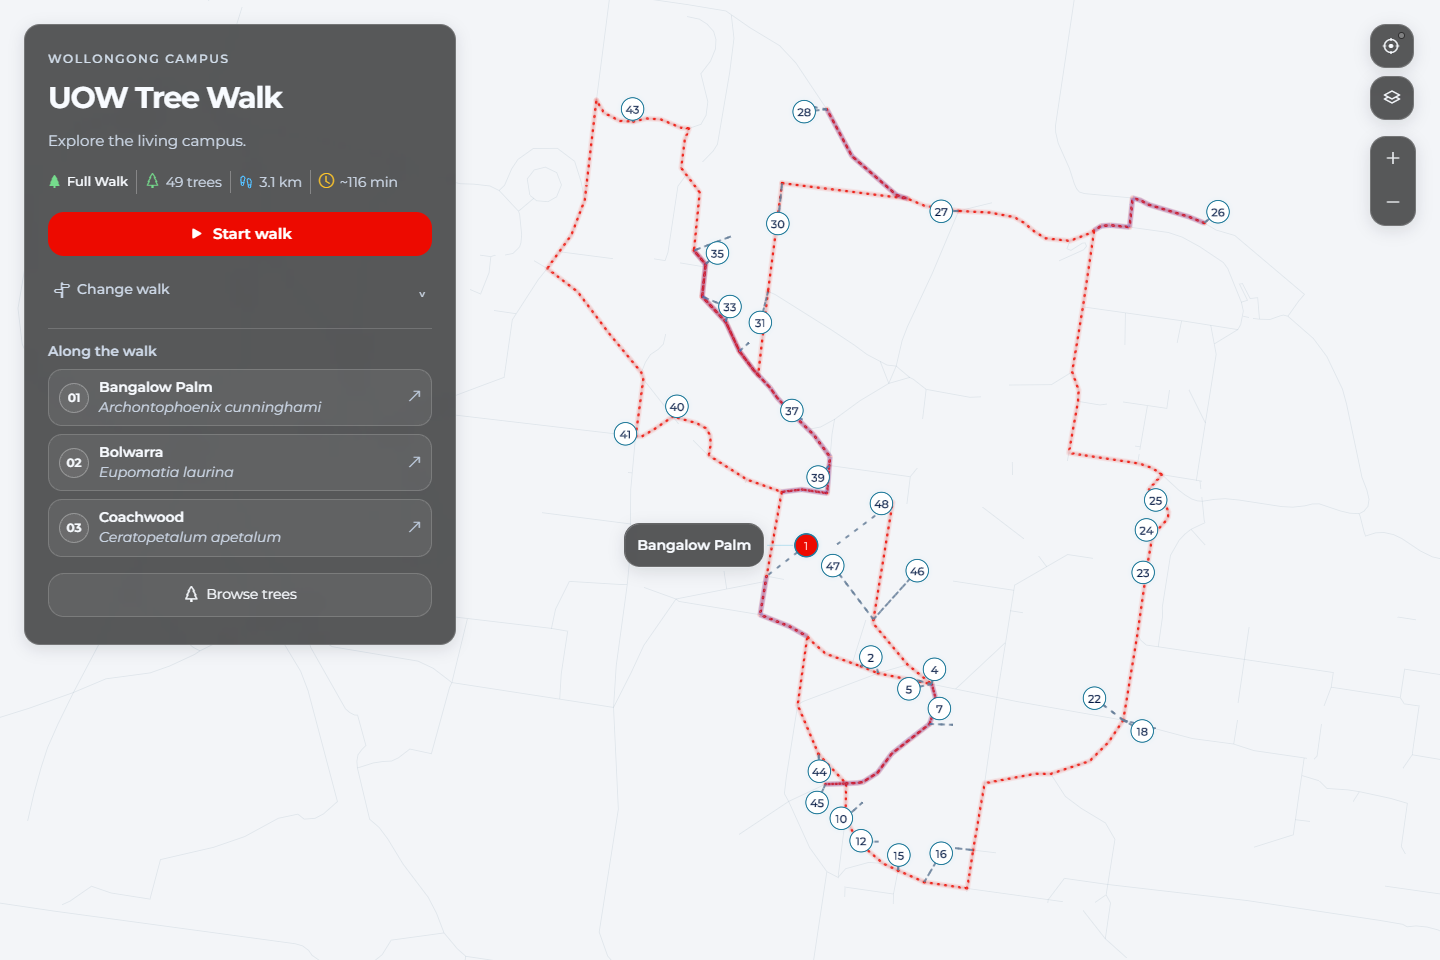 WOLLONGONG CAMPUS
UOW Tree Walk
Explore the living campus.
Full Walk 49 trees 3.1 km ~116 min
Start walk
Change walk
Along the walk
01 Bangalow Palm
Archontophoenix cunninghami
02 Bolwarra
Eupomatia laurina
03 Coachwood
Ceratopetalum apetalum
Browse trees
43
28
26
27
30
35
33
31
40
37
41
39
48
25
24
Bangalow Palm
1
47
46
23
2
4
5
22
7
18
44
45
10
12
15
16